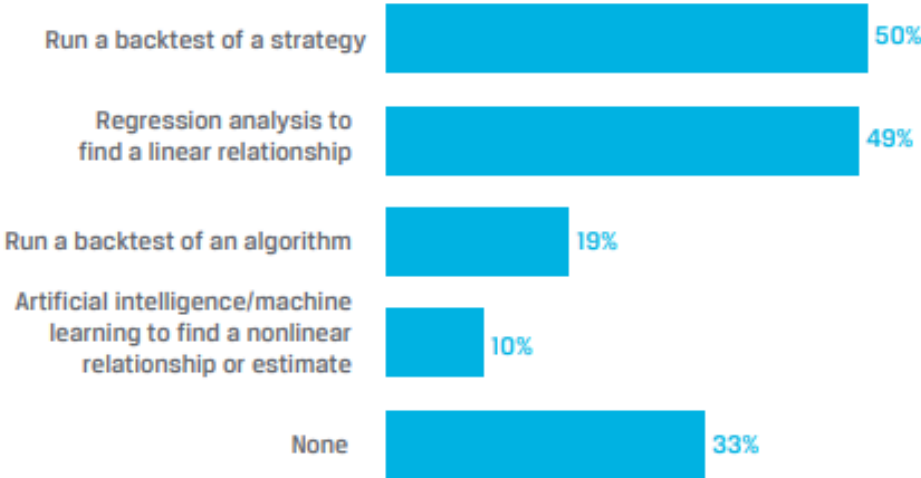 Run a backtest of a strategy
50%
Regression analysis to
find a linear relationship
49%
Run a backtest of an algorithm
19%
Artificial intelligence/machine
learning to find a nonlinear
relationship or estimate
10%
None
33%